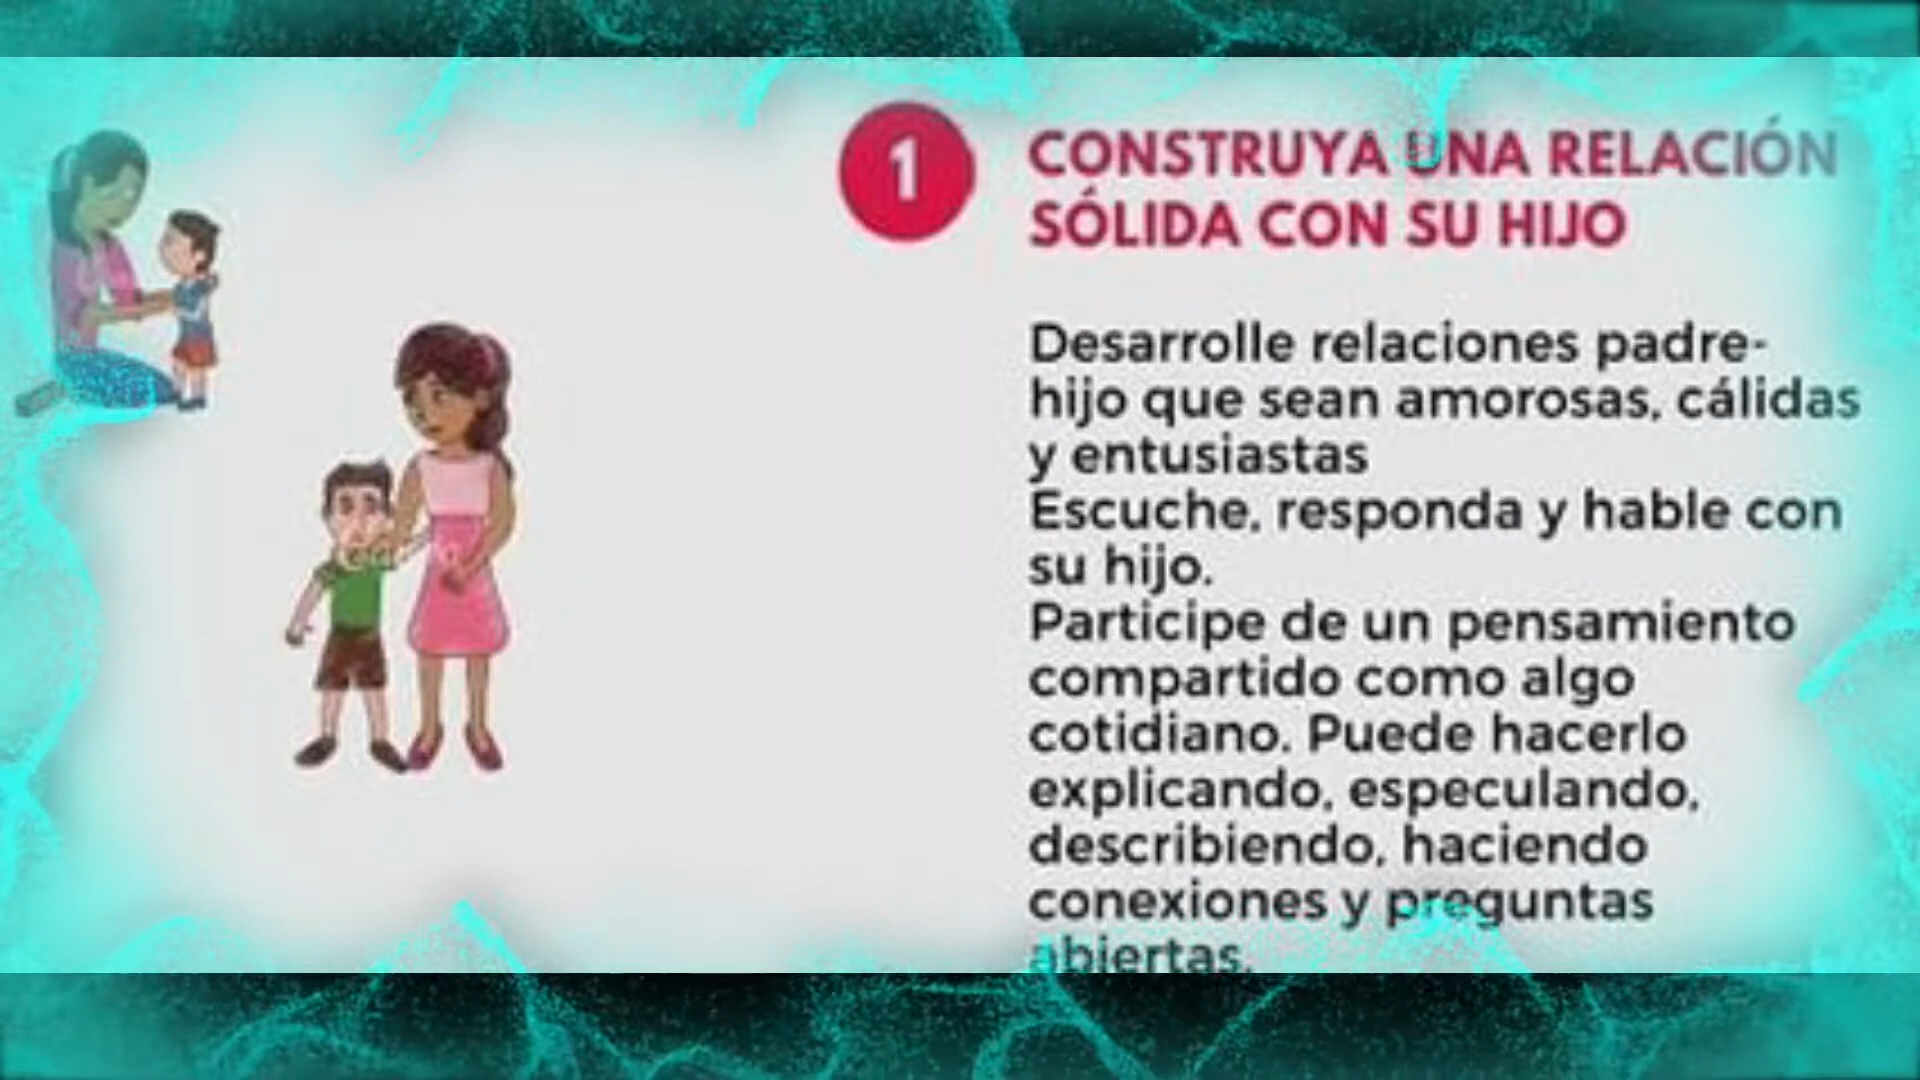 1
CONSTRUYA UNA RELACIÓN
SÓLIDA CON SU HIJO
Desarrolle relaciones padre-
hijo que sean amorosas, cálidas
y entusiastas
Escuche, responda y hable con
su hijo.
Participe de un pensamiento
compartido como algo
cotidiano. Puede hacerlo
explicando, especulando,
describiendo, haciendo
conexiones y preguntas
abiertas.